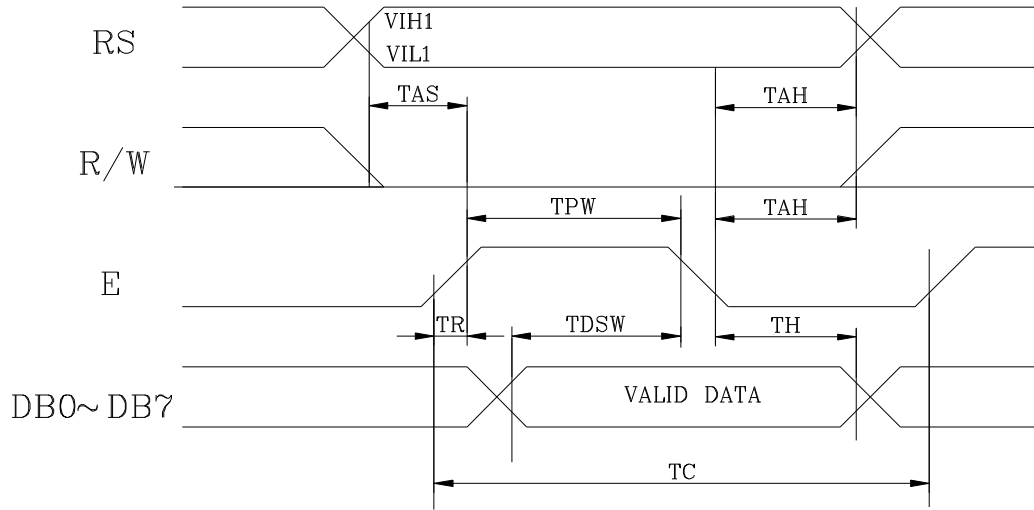 RS
VIH1
VIL1
TAS
TAH
R/W
TPW
TAH
E
TR
TDSW
TH
DB0~DB7
VALID DATA
TC